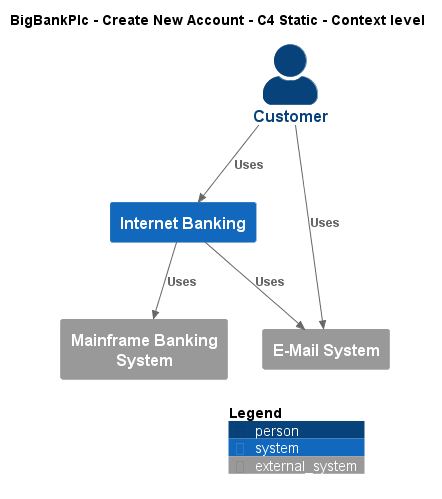 BigBankPlc - Create New Account - C4 Static - Context level
Customer
Uses
Internet Banking
Uses
Uses
Uses
Mainframe Banking
System
E-Mail System
Legend
person
system
external_system